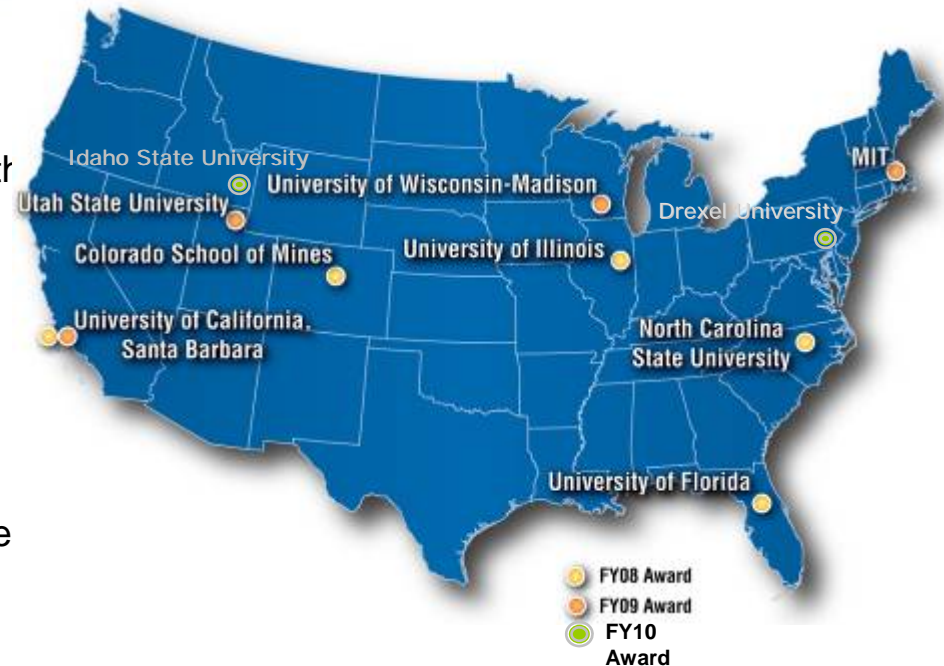 MIT
Idaho State University
th
University of Wisconsin-Madison
Utah State University
Drexel University
Colorado School of Mines
University of Illinois
University of California,
Santa Barbara
North Carolina
State University
University of Florida
e
FY08 Award
FY09 Award
FY10
Award